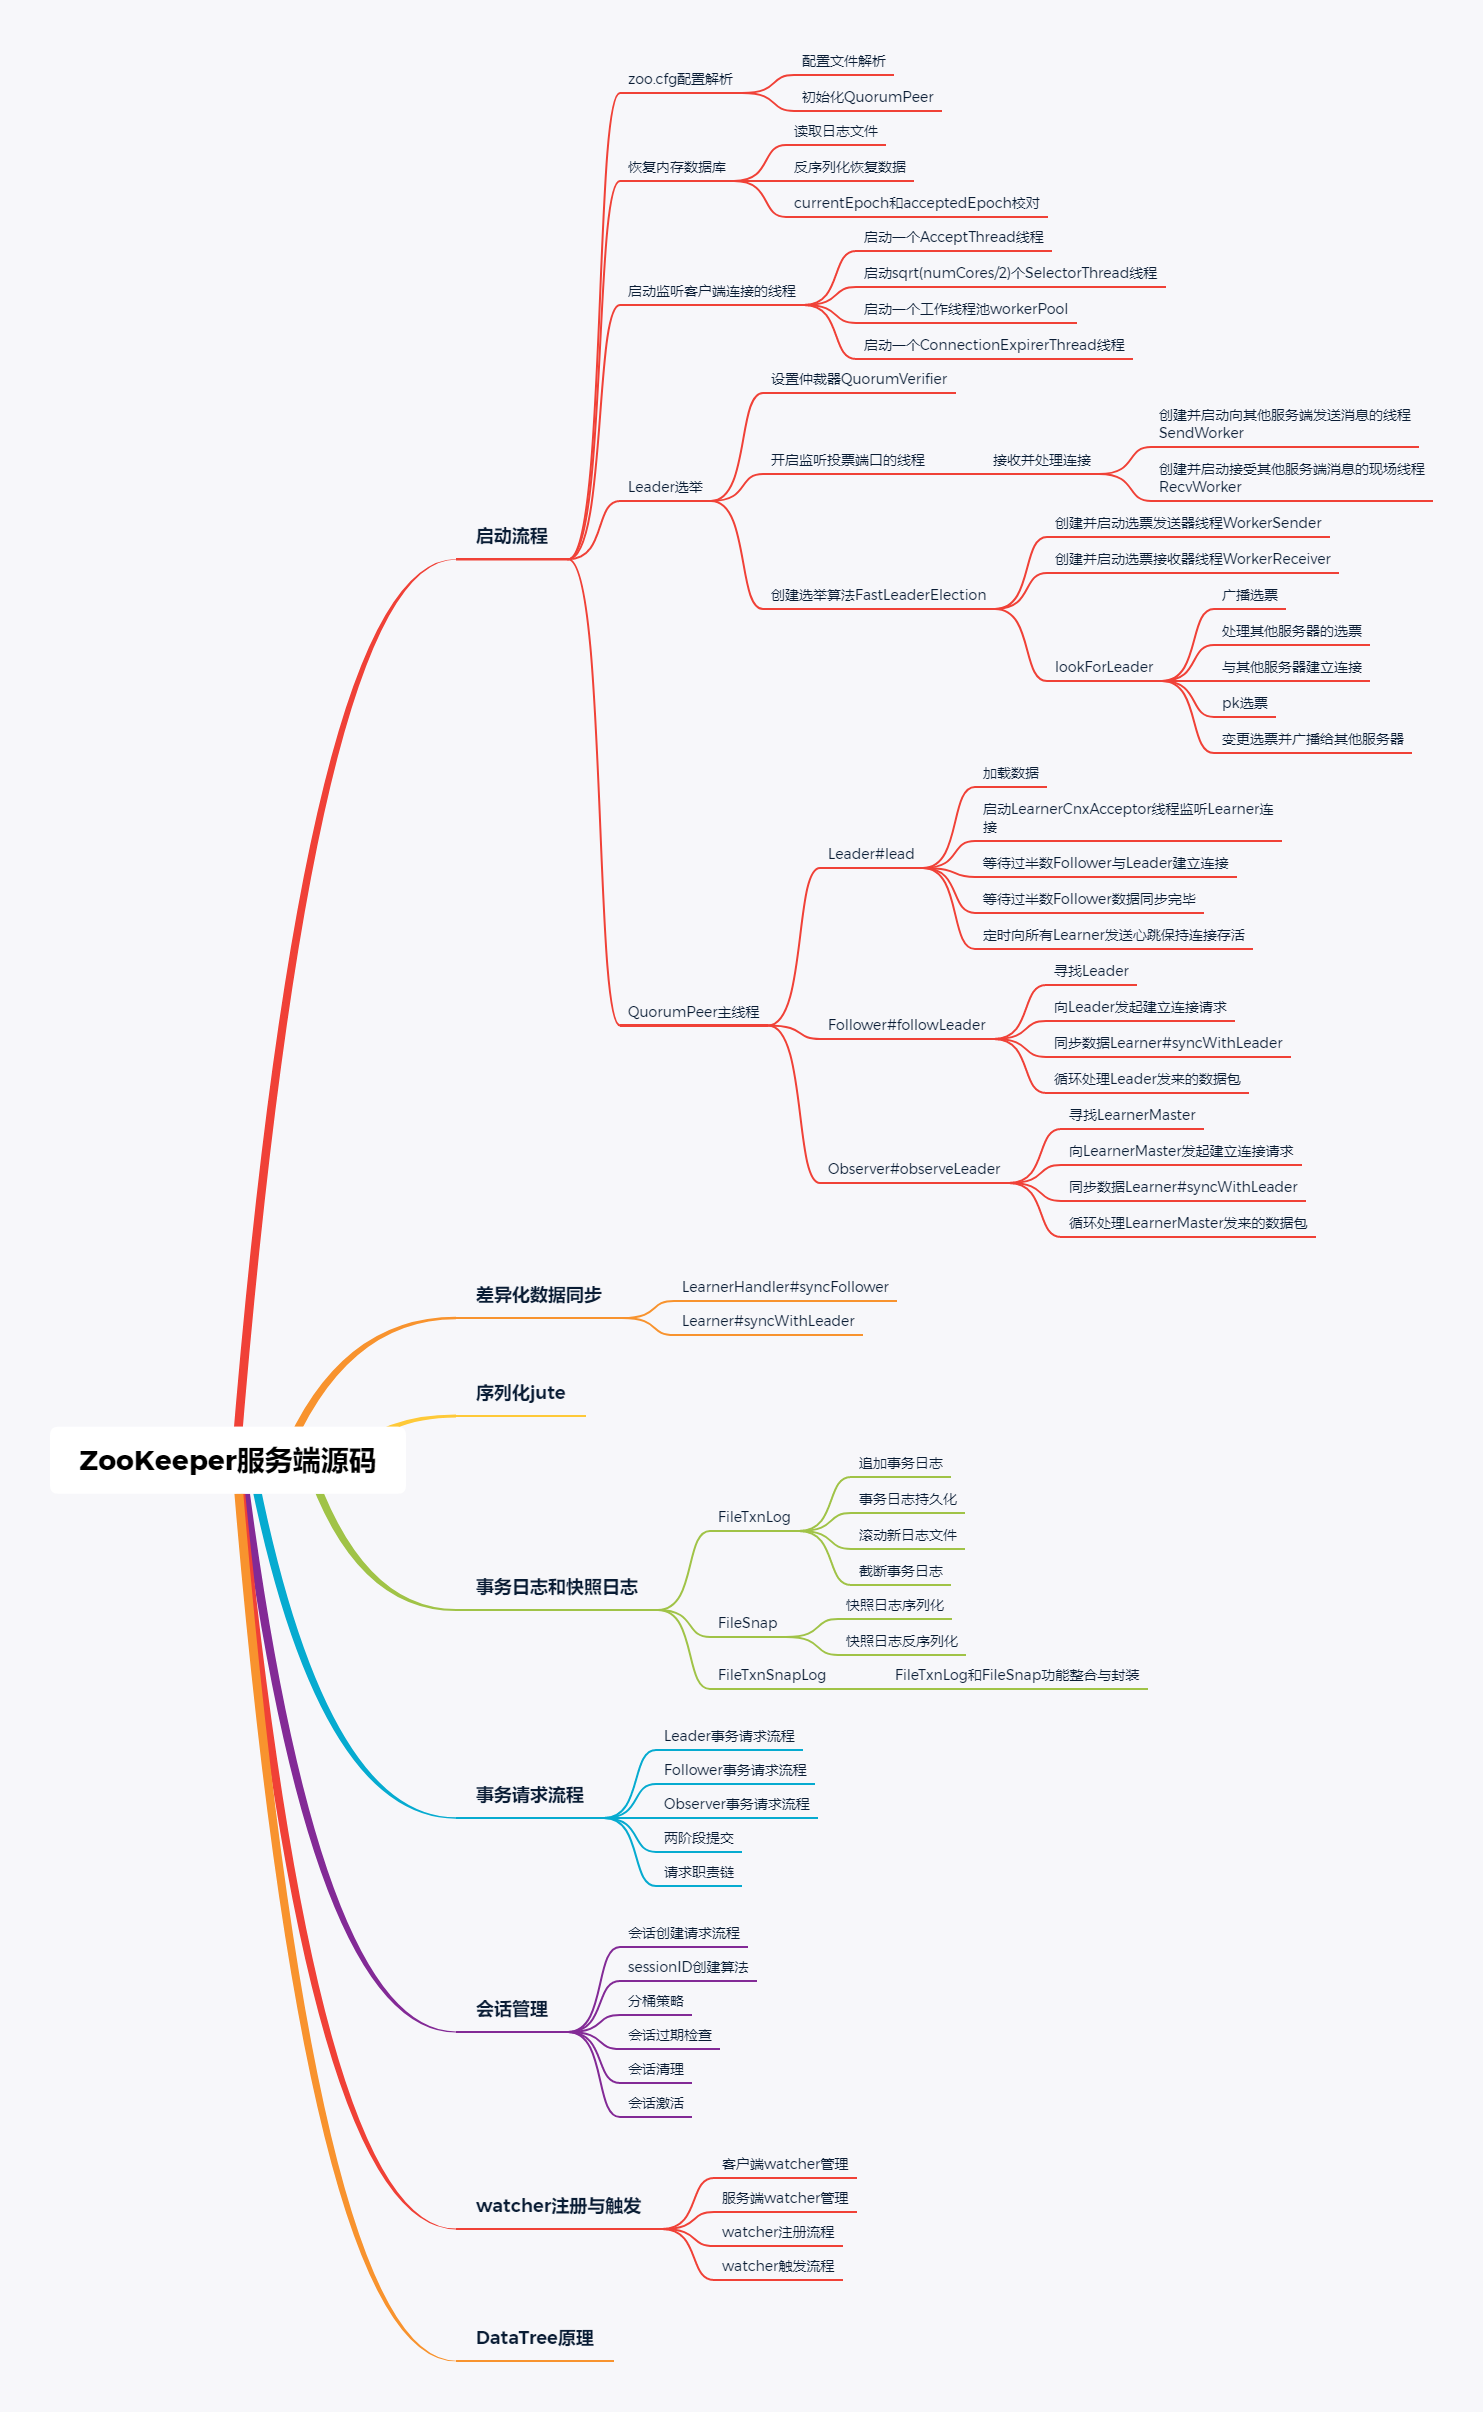 ZooKeeper服务端源码
启动流程
zoo.cfg配置解析
配置文件解析
初始化QuorumPeer
恢复内存数据库
读取日志文件
反序列化恢复数据
currentEpoch和acceptedEpoch校对
启动监听客户端连接的线程
启动一个AcceptThread线程
启动sqrt(numCores/2)个SelectorThread线程
启动一个工作线程池workerPool
启动一个ConnectionExpirerThread线程
Leader选举
设置仲裁器QuorumVerifier
开启监听投票端口的线程
接收并处理连接
创建并启动向其他服务端发送消息的线程
SendWorker
创建并启动接受其他服务端消息的现场线程
RecvWorker
创建选举算法FastLeaderElection
创建并启动选票发送器线程WorkerSender
创建并启动选票接收器线程WorkerReceiver
lookForLeader
广播选票
处理其他服务器的选票
与其他服务器建立连接
pk选票
变更选票并广播给其他服务器
QuorumPeer主线程
Leader#lead
加载数据
启动LearnerCnxAcceptor线程监听Learner连
接
等待过半数Follower与Leader建立连接
等待过半数Follower数据同步完毕
定时向所有Learner发送心跳保持连接存活
Follower#followLeader
寻找Leader
向Leader发起建立连接请求
同步数据Learner#syncWithLeader
循环处理Leader发来的数据包
Observer#observeLeader
寻找LearnerMaster
向LearnerMaster发起建立连接请求
同步数据Learner#syncWithLeader
循环处理LearnerMaster发来的数据包
差异化数据同步
LearnerHandler#syncFollower
Learner#syncWithLeader
序列化jute
事务日志和快照日志
FileTxnLog
追加事务日志
事务日志持久化
滚动新日志文件
截断事务日志
FileSnap
快照日志序列化
快照日志反序列化
FileTxnSnapLog
FileTxnLog和FileSnap功能整合与封装
事务请求流程
Leader事务请求流程
Follower事务请求流程
Observer事务请求流程
两阶段提交
请求职责链
会话管理
会话创建请求流程
sessionID创建算法
分桶策略
会话过期检查
会话清理
会话激活
watcher注册与触发
客户端watcher管理
服务端watcher管理
watcher注册流程
watcher触发流程
DataTree原理